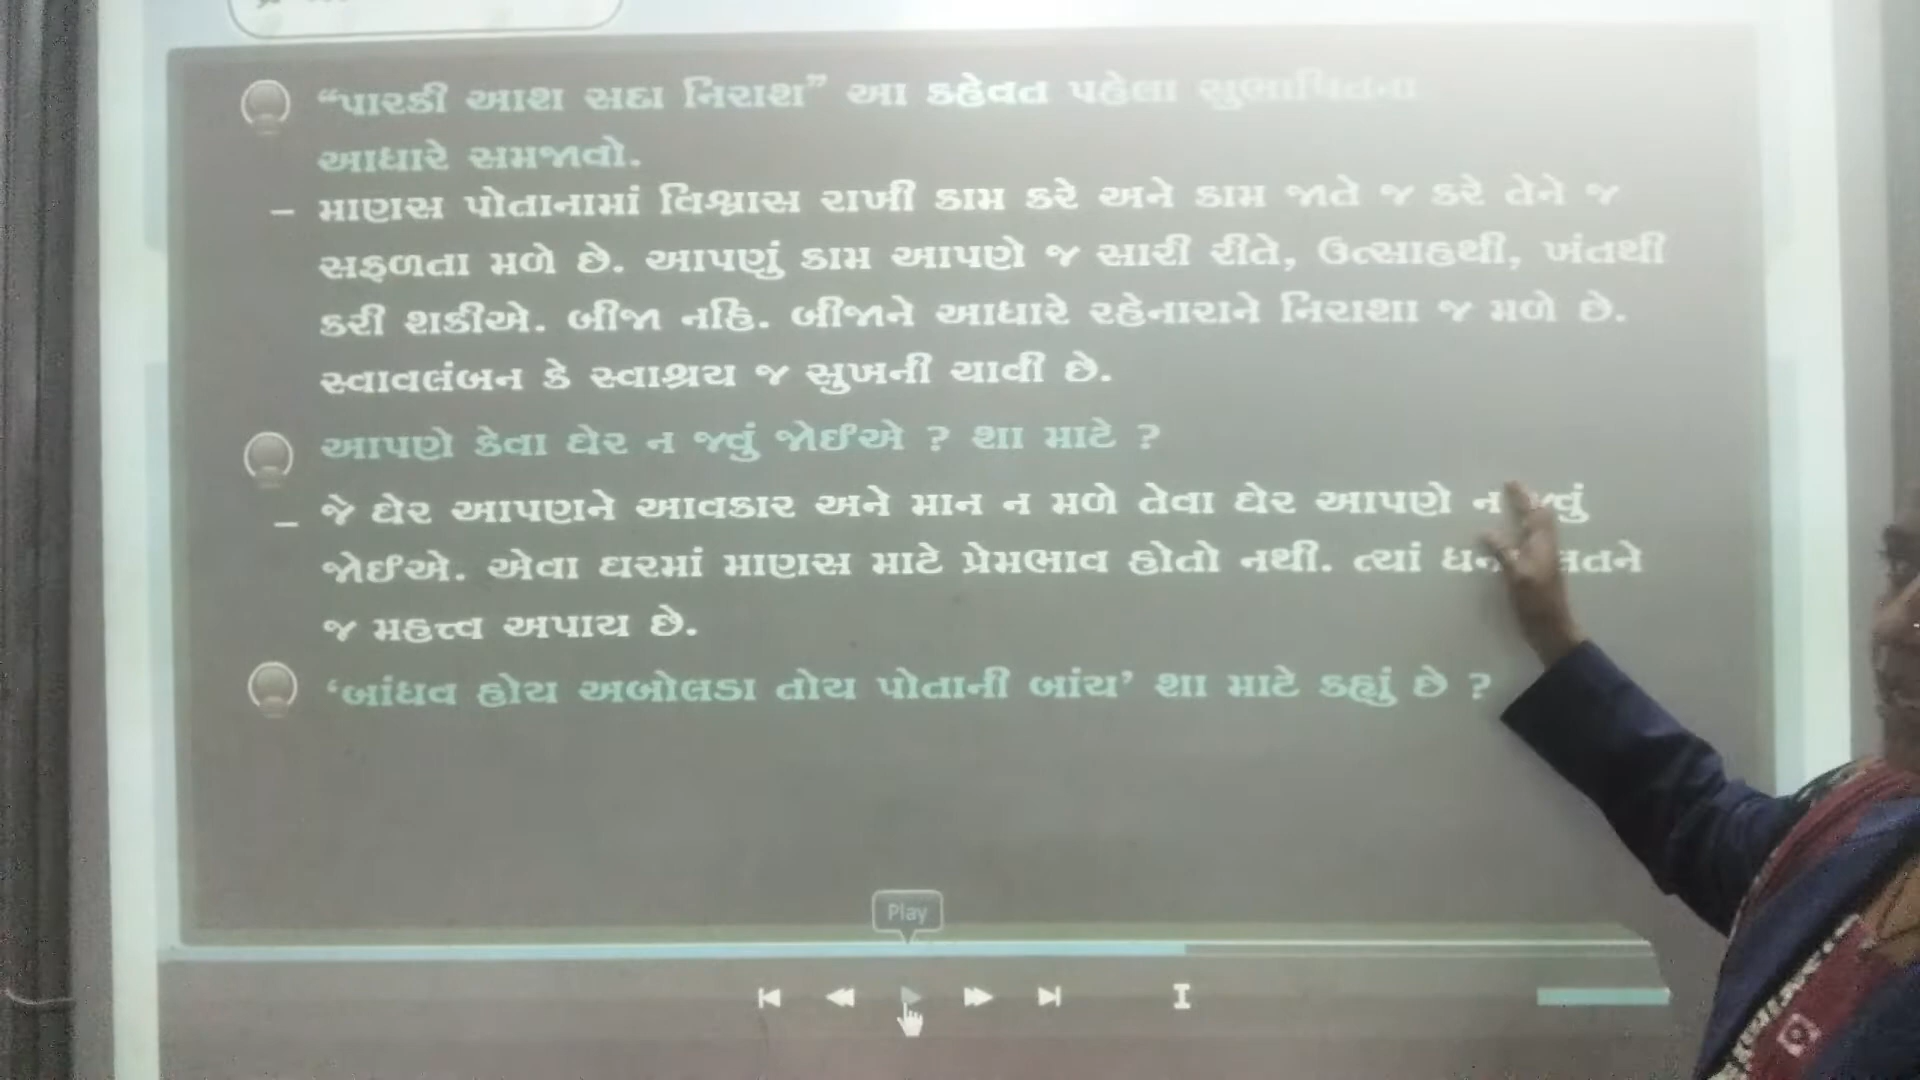 “પારકી આશ સદા નિરાશ” આ કહેવત પહેલા સુભાષિતના
આધારે સમજાવો.
– માણસ પોતાનામાં વિશ્વાસ રાખી કામ કરે અને કામ જાતે જ કરે તેને જ
સફળતા મળે છે. આપણું કામ આપણે જ સારી રીતે, ઉત્સાહથી, ખંતથી
કરી શકીએ. બીજા નહિ. બીજાને આધારે રહેનારાને નિરાશા જ મળે છે.
સ્વાવલંબન કે સ્વાશ્રય જ સુખની ચાવી છે.
આપણે કેવા ઘેર ન જવું જોઈએ ? શા માટે ?
– જે ઘેર આપણને આવકાર અને માન ન મળે તેવા ઘેર આપણે ન
જોઈએ. એવા ઘરમાં માણસ માટે પ્રેમભાવ હોતો નથી. ત્યાં
જ મહત્ત્વ અપાય છે.
‘બાંધવ હોય અબોલડા તોય પોતાની બાંય’ શા માટે કહ્યું છે ?
Play